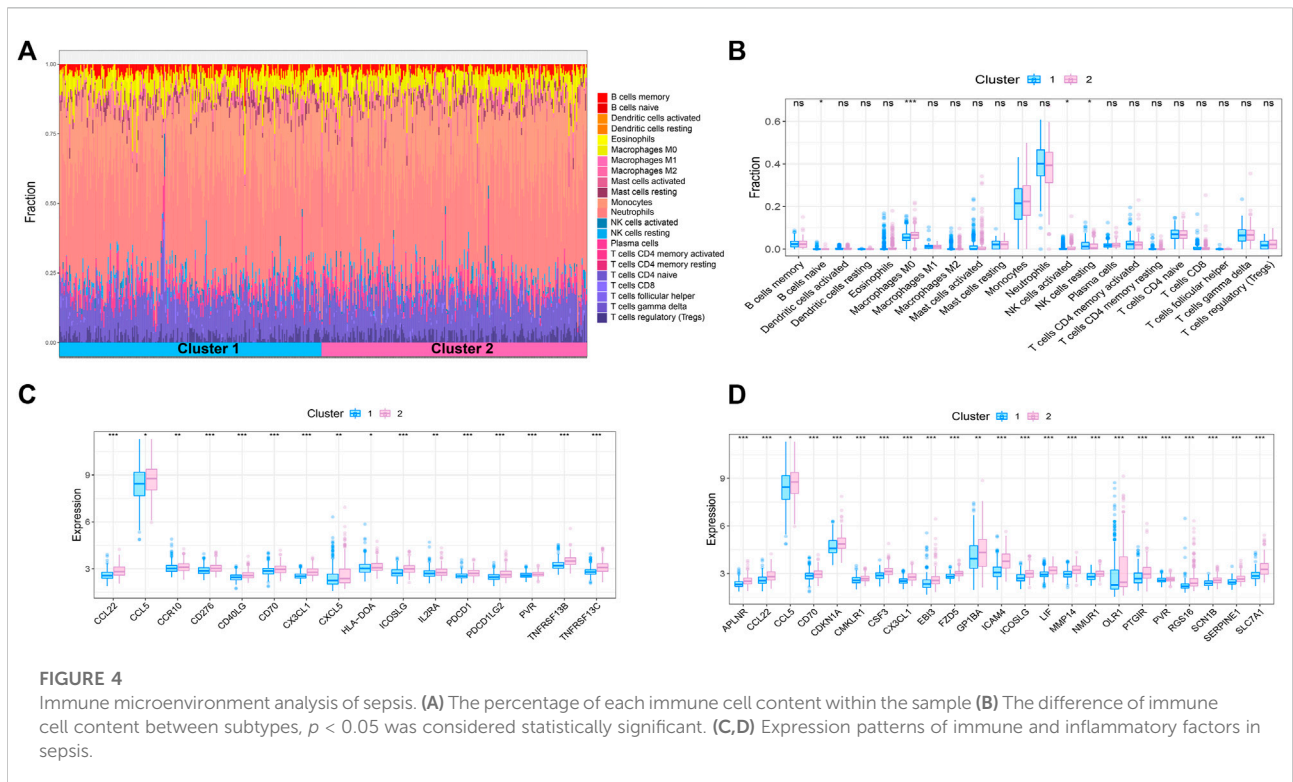 A
Fraction
1.00
0.75
0.50
0.25
0.00
Cluster 1
Cluster 2
B cells memory
B cells naive
Dendritic cells activated
Dendritic cells resting
Eosinophils
Macrophages M0
Macrophages M1
Macrophages M2
Mast cells activated
Mast cells resting
Monocytes
Neutrophils
NK cells activated
NK cells resting
Plasma cells
T cells CD4 memory activated
T cells CD4 memory resting
T cells CD4 naive
T cells CD8
T cells follicular helper
T cells gamma delta
T cells regulatory (Tregs)
B
Cluster 1 2
ns * ns ns ns *** ns ns ns ns ns ns * * ns ns ns ns ns ns ns ns
Fraction
0.6
0.4
0.2
0.0
B cells memory
B cells naive
Dendritic cells activated
Dendritic cells resting
Eosinophils
Macrophages M0
Macrophages M1
Macrophages M2
Mast cells activated
Mast cells resting
Monocytes
Neutrophils
NK cells activated
NK cells resting
Plasma cells
T cells CD4 memory activated
T cells CD4 memory resting
T cells CD4 naive
T cells CD8
T cells follicular helper
T cells gamma delta
T cells regulatory (Tregs)
C
Cluster 1 2
*** * ** *** *** *** *** ** * *** ** *** *** *** *** ***
Expression
9
6
3
CCL22
CCL5
CCR10
CD276
CD40LG
CD70
CX3CL1
CXCL5
HLA-DOA
ICOSLG
IL2RA
PDCD1
PDCD1LG2
PVR
TNFRSF13B
TNFRSF13C
D
Cluster 1 2
*** *** * *** *** *** *** *** *** *** ** *** *** *** *** *** *** *** *** *** *** *** ***
Expression
9
6
3
APLNR
CCL22
CCL5
CD70
CDKN1A
CMKLR1
CSF3
CX3CL1
EBI3
FZD5
GP1BA
ICAM4
ICOSLG
LIF
MMP14
NMUR1
OLR1
PTGIR
PVR
RGS16
SCN1B
SERPINE1
SLC7A1
FIGURE 4
Immune microenvironment analysis of sepsis. (A) The percentage of each immune cell content within the sample (B) The difference of immune
cell content between subtypes, p < 0.05 was considered statistically significant. (C,D) Expression patterns of immune and inflammatory factors in
sepsis.